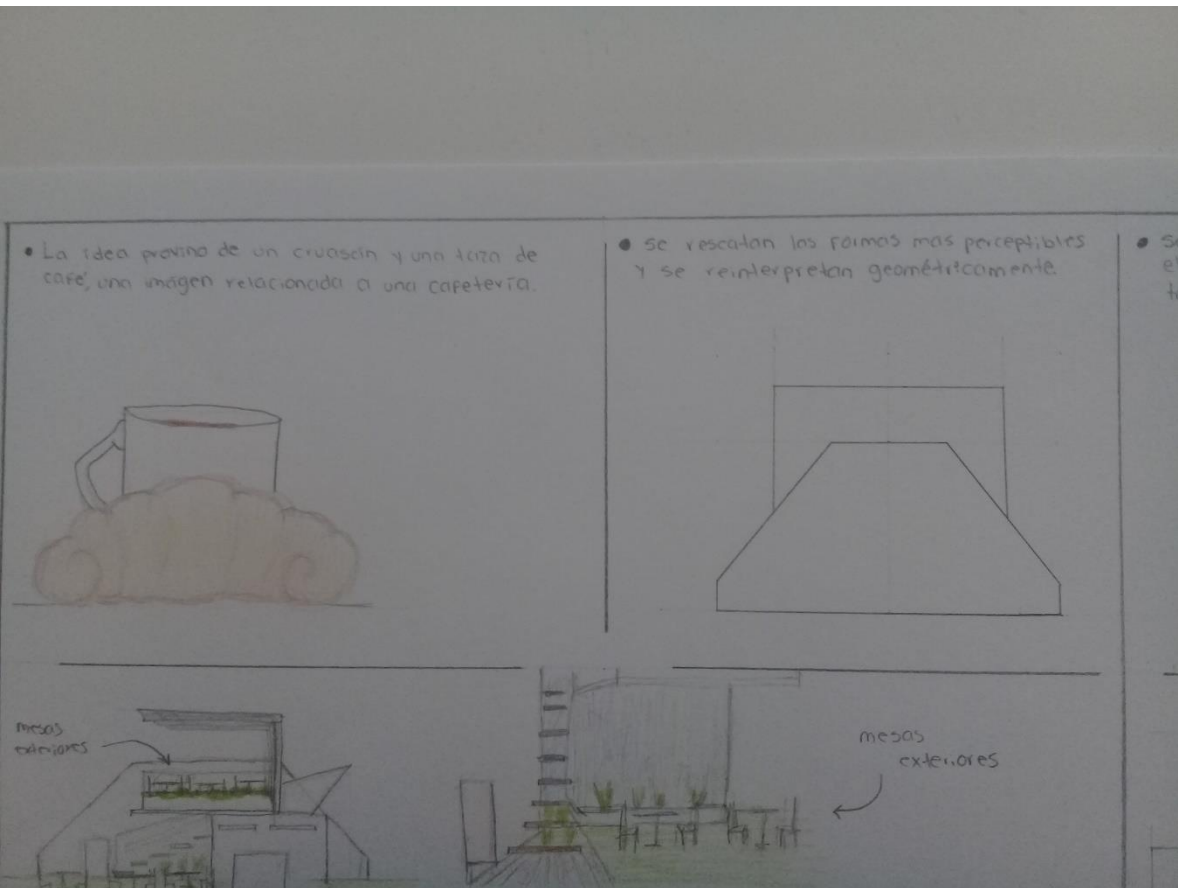 • La idea provino de un cruasán y una taza de
café, una imágen relacionada a una cafetería.
• Se rescatan las formas mas perceptibles
y se reinterpretan geométricamente.
mesas
exteriores
mesas
exteriores